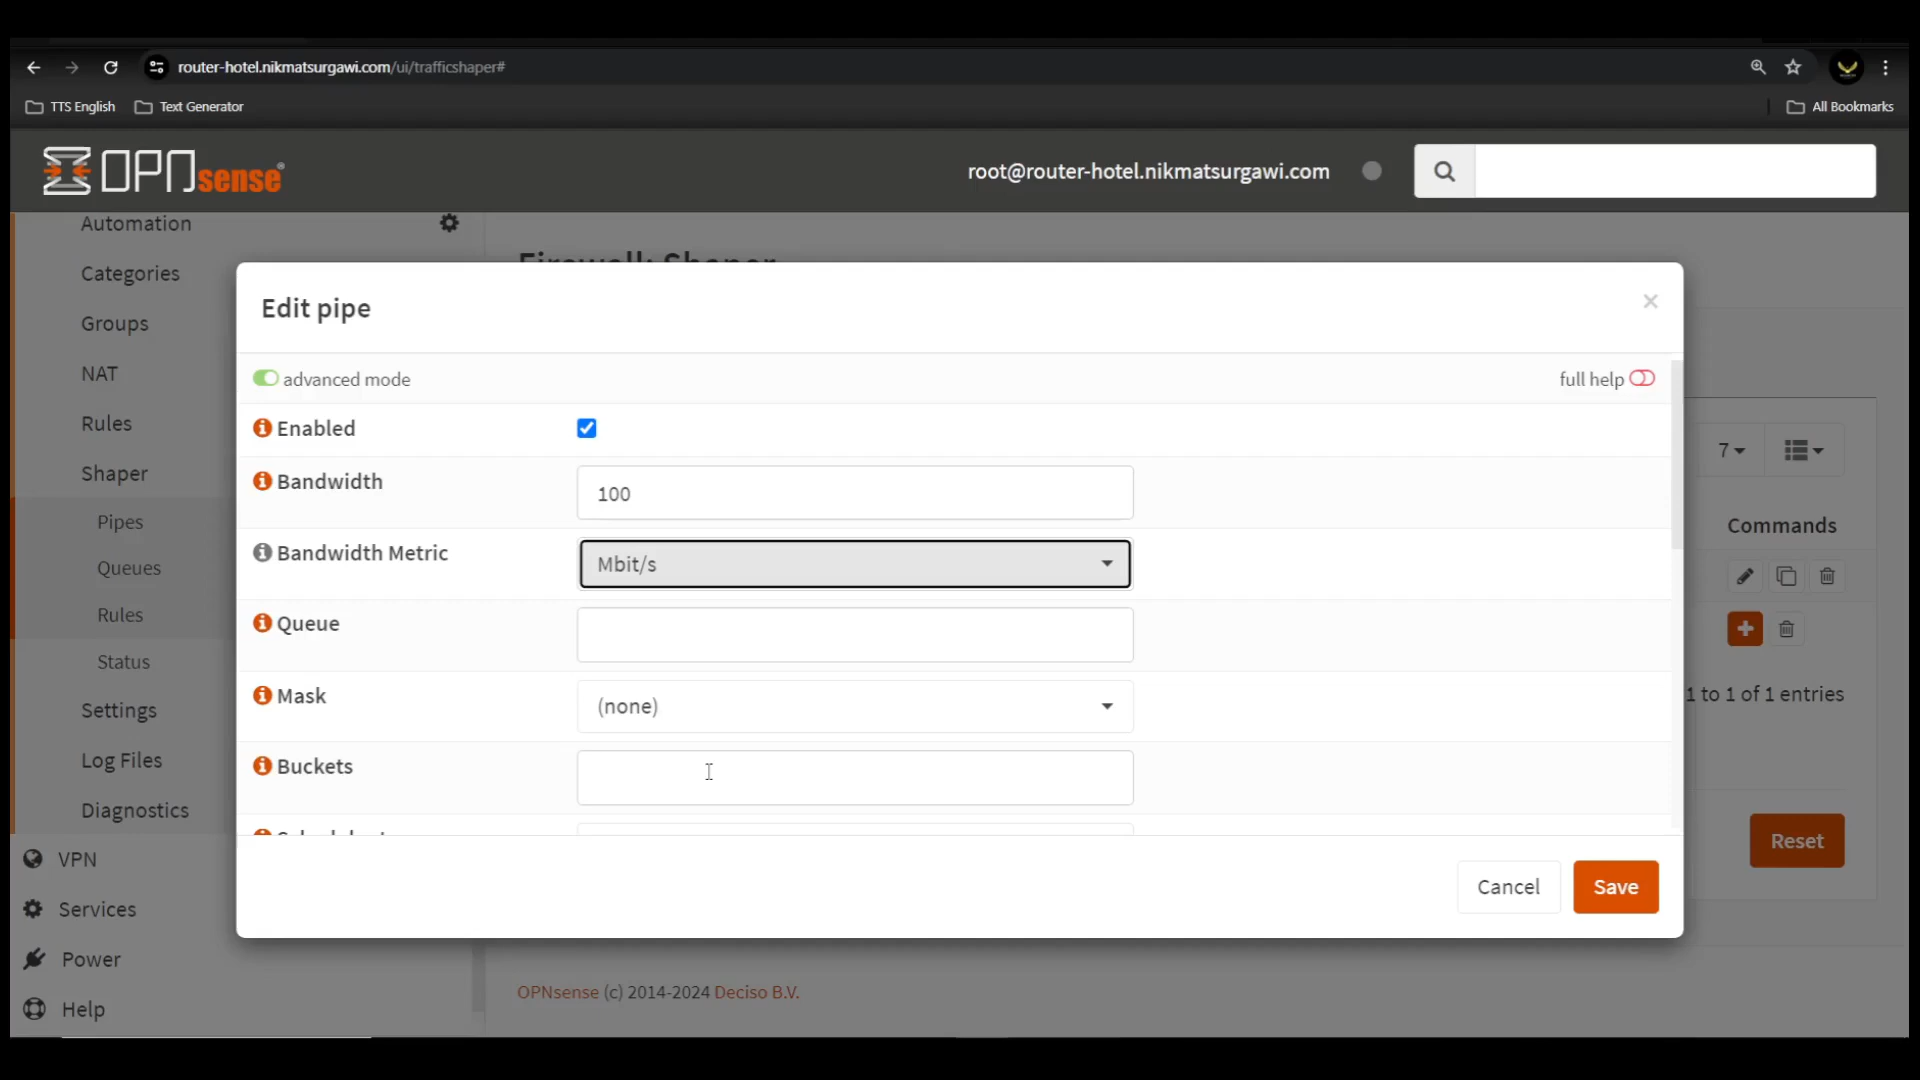 router-hotel.nikmatsurgawi.com/ui/trafficshaper#
TTS English
Text Generator
All Bookmarks
OPNsense®
root@router-hotel.nikmatsurgawi.com
Automation
Categories
Groups
NAT
Rules
Shaper
Pipes
Queues
Rules
Status
Settings
Log Files
Diagnostics
VPN
Services
Power
Help
Firewall: Shaper
Edit pipe
×
advanced mode
full help
Enabled
Bandwidth
100
Bandwidth Metric
Mbit/s
Queue
Mask
(none)
Buckets
Cancel
Save
7
Commands
1 to 1 of 1 entries
Reset
OPNsense (c) 2014-2024 Deciso B.V.